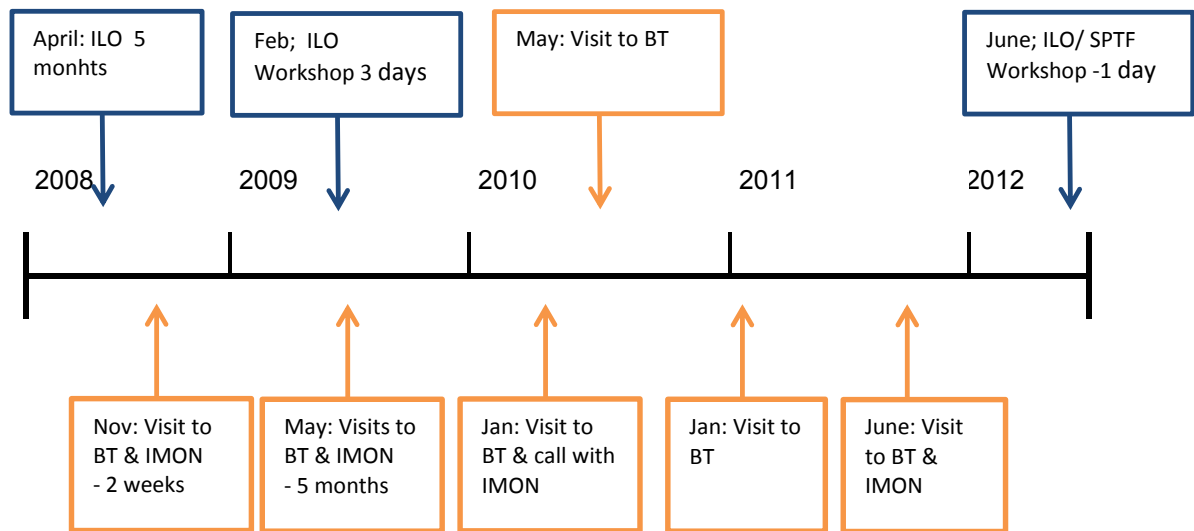 April: ILO 5
monhts
Feb; ILO
Workshop 3 days
May: Visit to BT
June; ILO/ SPTF
Workshop -1 day
2008
2009
2010
2011
2012
Nov: Visit to
BT & IMON
- 2 weeks
May: Visits to
BT & IMON
- 5 months
Jan: Visit to
BT & call with
IMON
Jan: Visit to
BT
June: Visit
to BT &
IMON